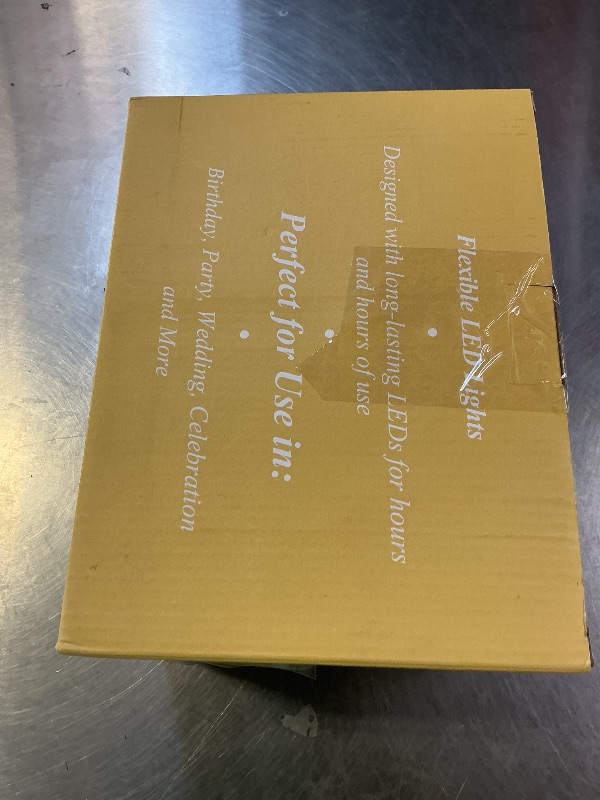 Flexible LED Lights
•
Designed with long-lasting LEDs for hours
and hours of use
•
Perfect for Use in:
•
Birthday, Party, Wedding, Celebration
and More